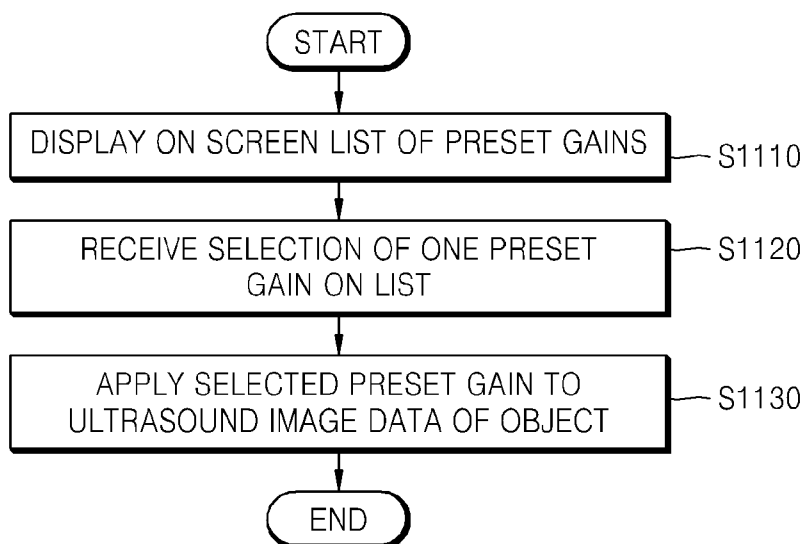 START
DISPLAY ON SCREEN LIST OF PRESET GAINS
S1110
RECEIVE SELECTION OF ONE PRESET
GAIN ON LIST
S1120
APPLY SELECTED PRESET GAIN TO
ULTRASOUND IMAGE DATA OF OBJECT
S1130
END